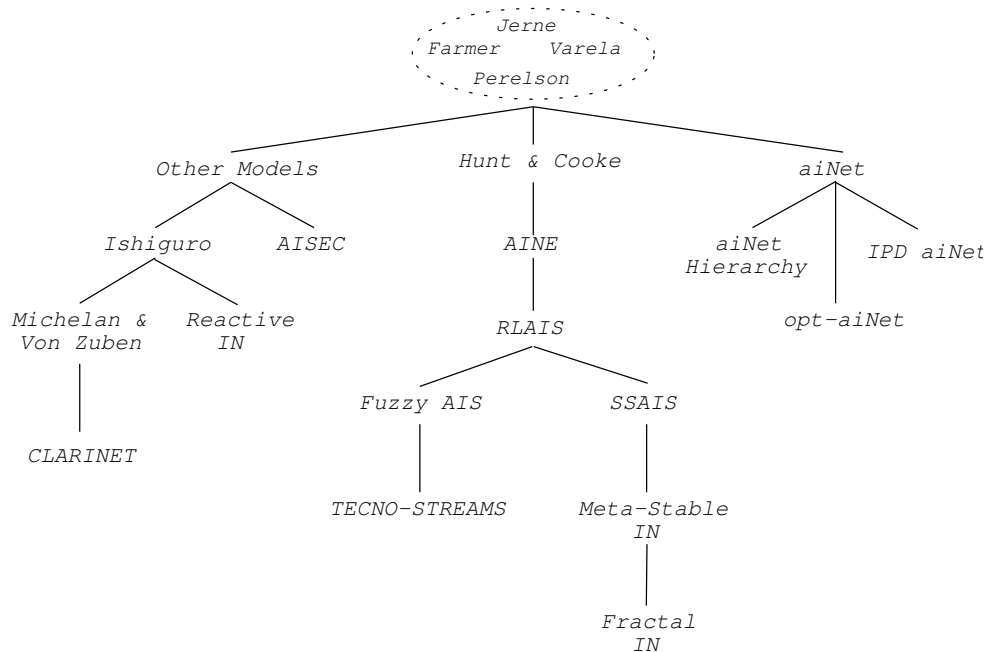 Jerne
Farmer Varela
Perelson
Other Models
Hunt & Cooke
aiNet
Ishiguro
AISEC
AINE
aiNet
Hierarchy
IPD aiNet
Michelan &
Von Zuben
Reactive
IN
RLAIS
opt-aiNet
Fuzzy AIS
SSAIS
CLARINET
TECNO-STREAMS
Meta-Stable
IN
Fractal
IN